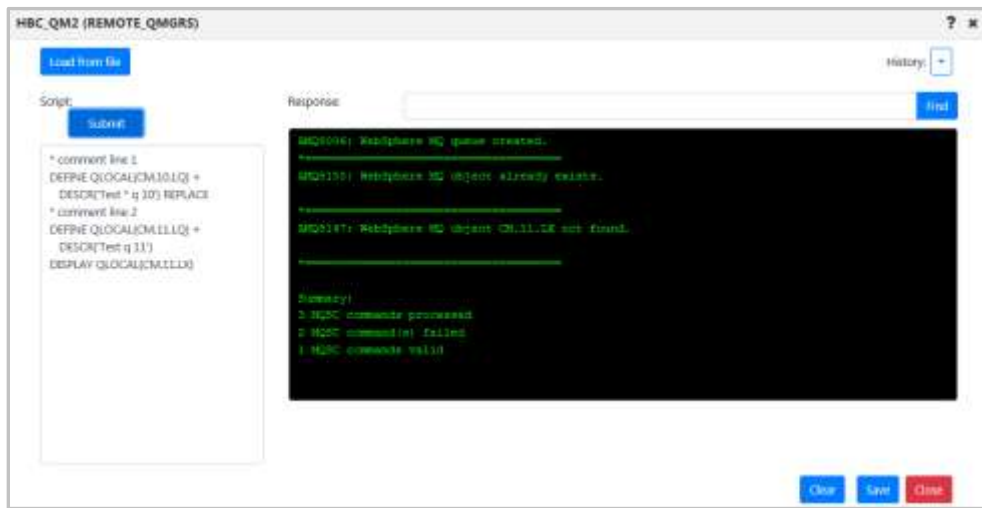 HBC_QM2 (REMOTE_QMGRS)
? ×
Load from file
History:
Script:
Response:
Find
Submit
* comment line 1
DEFINE QLOCAL(CM.10.LQ) +
DESCR('Test * q 10') REPLACE
* comment line 2
DEFINE QLOCAL(CM.11.LQ) +
DESCR('Test q 11')
DISPLAY QLOCAL(CM.11.LX)
AMQ8006: WebSphere MQ queue created.
AMQ8150: WebSphere MQ object already exists.
AMQ8147: WebSphere MQ object CM.11.LX not found.
Summary:
3 MQSC commands processed
2 MQSC command(s) failed
1 MQSC commands valid
Clear
Save
Close